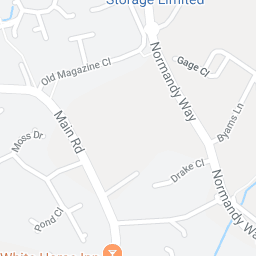 Storage Limited
Normandy Way
Gage Cl
Old Magazine Cl
Byams Ln
Main Rd
Moss Dr.
Drake Cl
Normandy Wa
Pond Cl
White Horse Inn